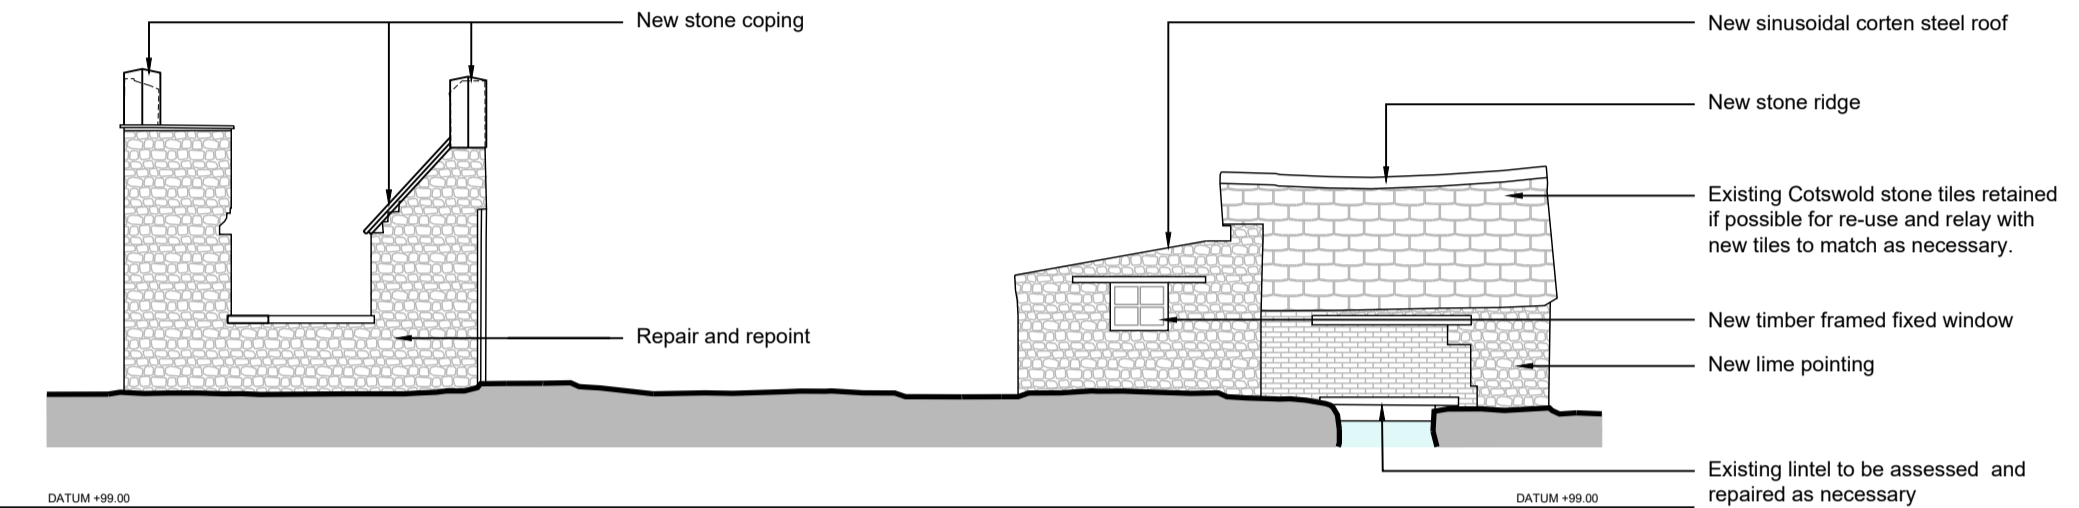 New stone coping
Repair and repoint
New sinusoidal corten steel roof
New stone ridge
Existing Cotswold stone tiles retained
if possible for re-use and relay with
new tiles to match as necessary.
New timber framed fixed window
New lime pointing
Existing lintel to be assessed and
repaired as necessary
DATUM +99.00
DATUM +99.00